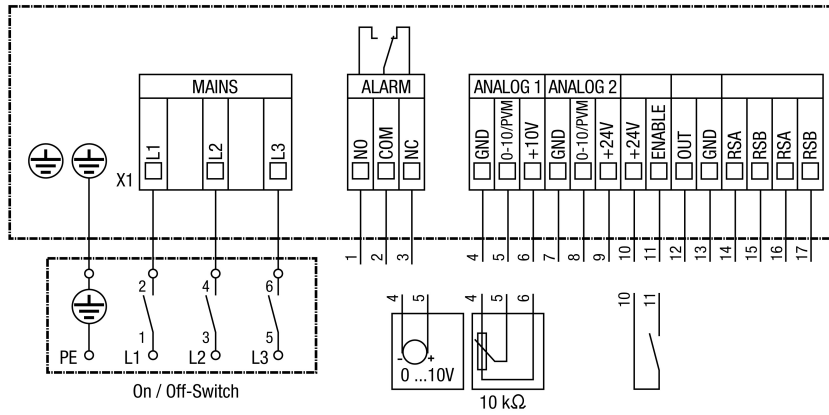 MAINS
ALARM
ANALOG 1 ANALOG 2
L1 L2 L3
NO COM NC
GND 0-10/PVM +10V GND 0-10/PVM +24V +24V ENABLE OUT GND RSA RSB RSA RSB
X1
1 2 3 4 5 6 7 8 9 10 11 12 13 14 15 16 17
2 4 6
4 5 4 5 6 10 11
1 3 5
- +
PE L1 L2 L3
0 ...10V
On / Off-Switch
10 kΩ